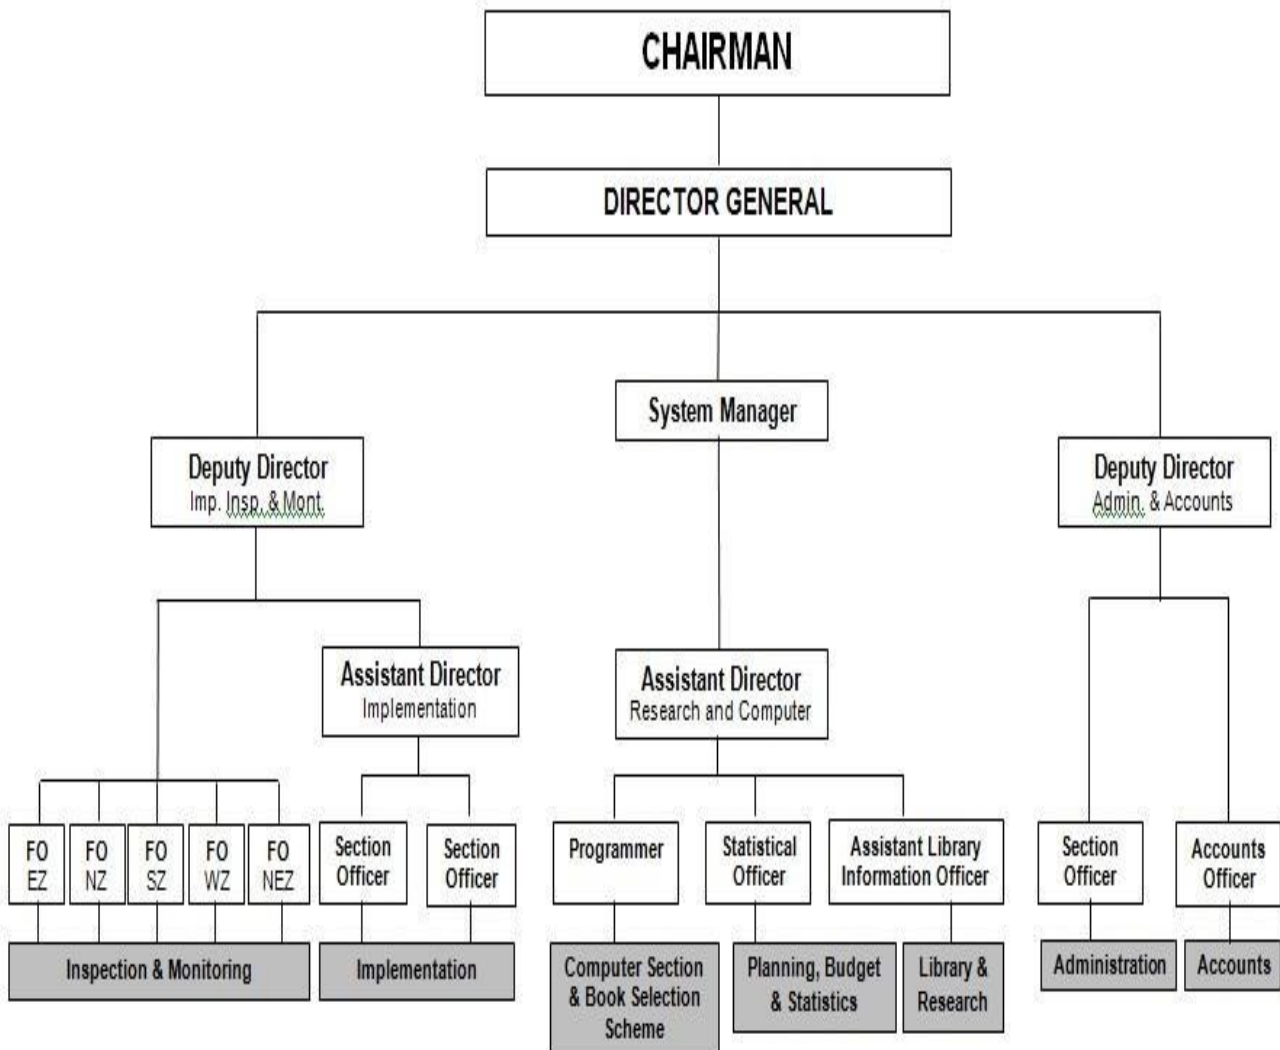 CHAIRMAN
DIRECTOR GENERAL
System Manager
Deputy Director
Imp. Insp. & Mont.
Deputy Director
Admin. & Accounts
Assistant Director
Implementation
Assistant Director
Research and Computer
FO
EZ
FO
NZ
FO
SZ
FO
WZ
FO
NEZ
Section
Officer
Section
Officer
Programmer
Statistical
Officer
Assistant Library
Information Officer
Section
Officer
Accounts
Officer
Inspection & Monitoring
Implementation
Computer Section
& Book Selection
Scheme
Planning, Budget
& Statistics
Library &
Research
Administration
Accounts